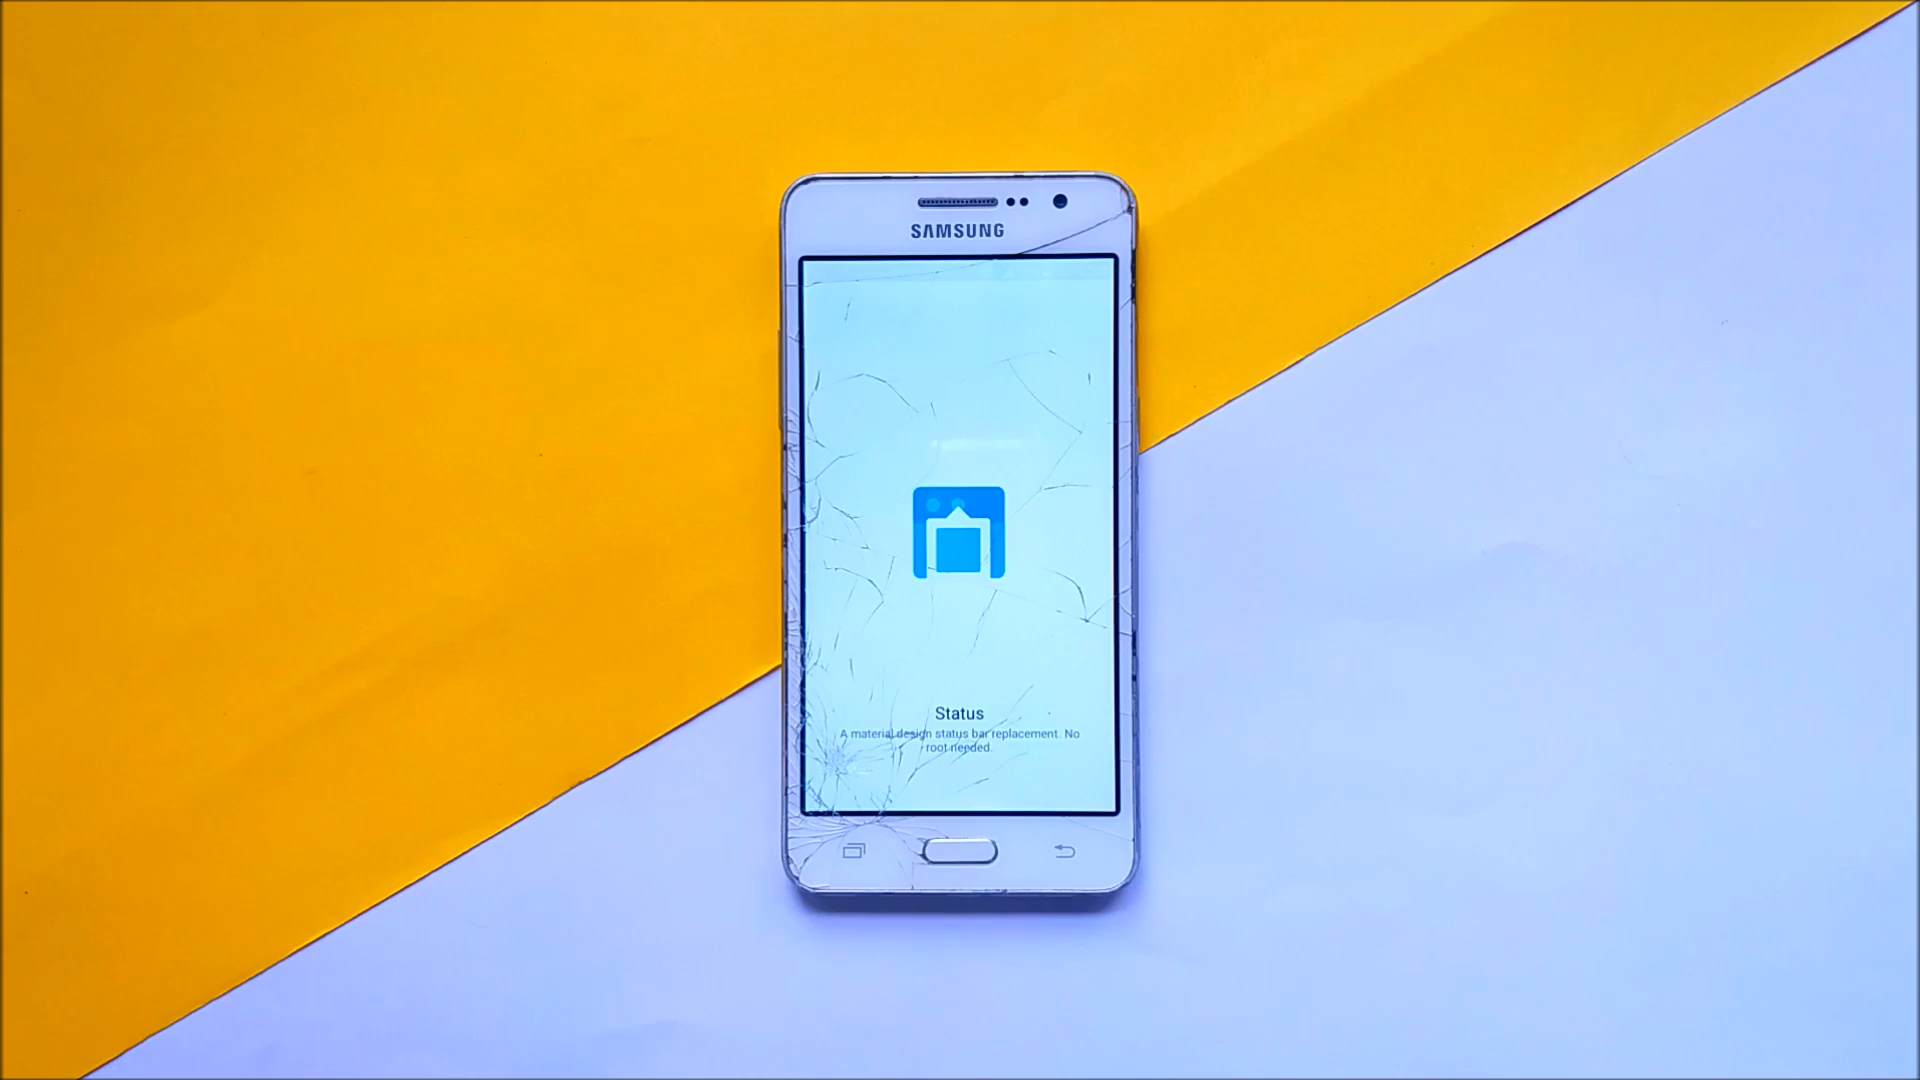 SAMSUNG
Status
A material design status bar replacement. No
root needed.